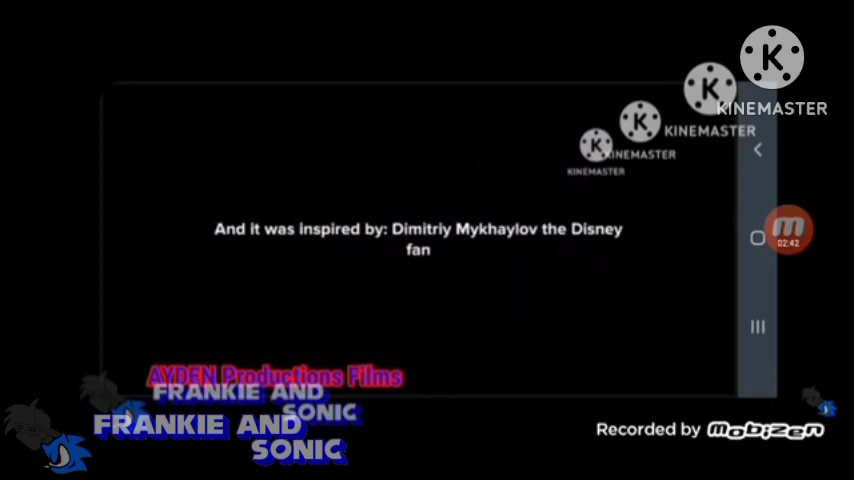 KINEMASTER
KINEMASTER
KINEMASTER
KINEMASTER
And it was inspired by: Dimitriy Mykhaylov the Disney
fan
02:42
AYDEN Productions Films
FRANKIE AND
SONIC
FRANKIE AND
SONIC
Recorded by mobizen